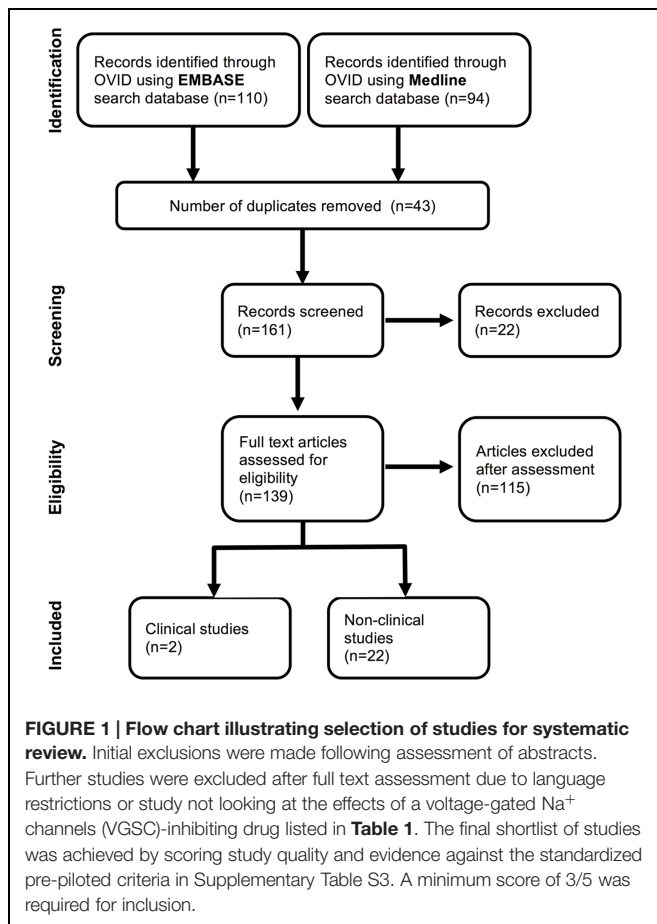 Identification
Records identified through
OVID using EMBASE
search database (n=110)
Records identified through
OVID using Medline
search database (n=94)
Number of duplicates removed (n=43)
Screening
Records screened
(n=161)
Records excluded
(n=22)
Eligibility
Full text articles
assessed for
eligibility
(n=139)
Articles excluded
after assessment
(n=115)
Included
Clinical studies
(n=2)
Non-clinical
studies
(n=22)
FIGURE 1 | Flow chart illustrating selection of studies for systematic
review. Initial exclusions were made following assessment of abstracts.
Further studies were excluded after full text assessment due to language
restrictions or study not looking at the effects of a voltage-gated Na+
channels (VGSC)-inhibiting drug listed in Table 1. The final shortlist of studies
was achieved by scoring study quality and evidence against the standardized
pre-piloted criteria in Supplementary Table S3. A minimum score of 3/5 was
required for inclusion.